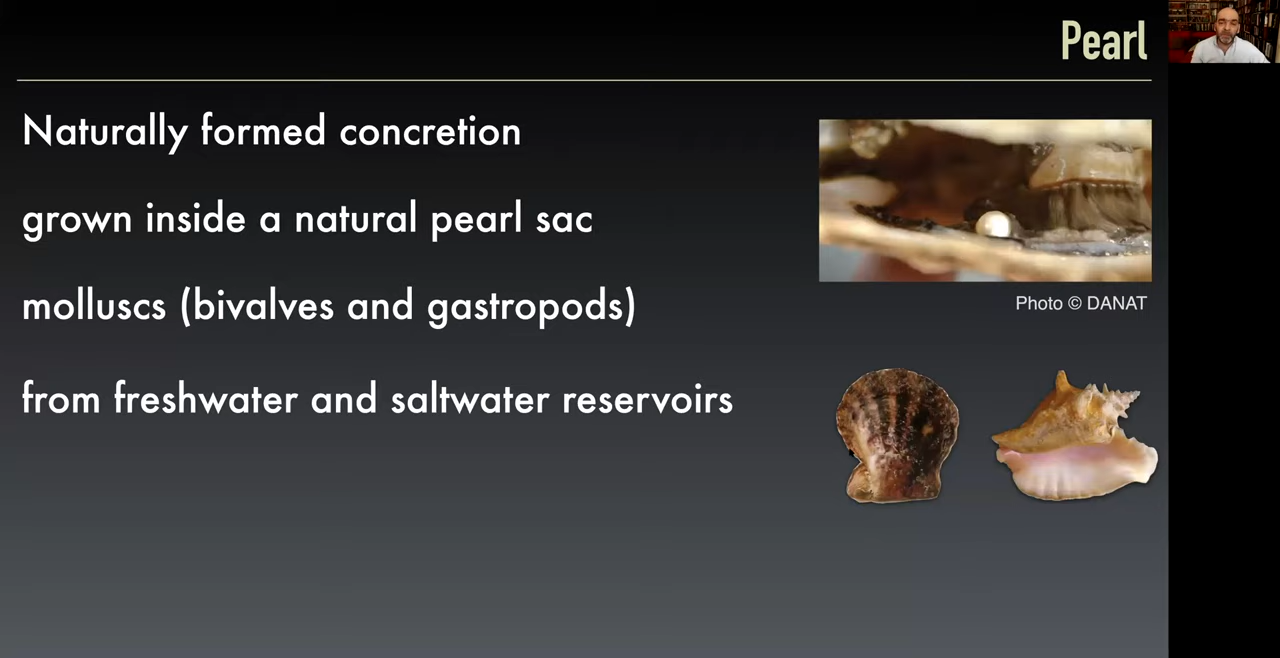 Pearl
Naturally formed concretion
grown inside a natural pearl sac
molluscs (bivalves and gastropods)
from freshwater and saltwater reservoirs
Photo © DANAT